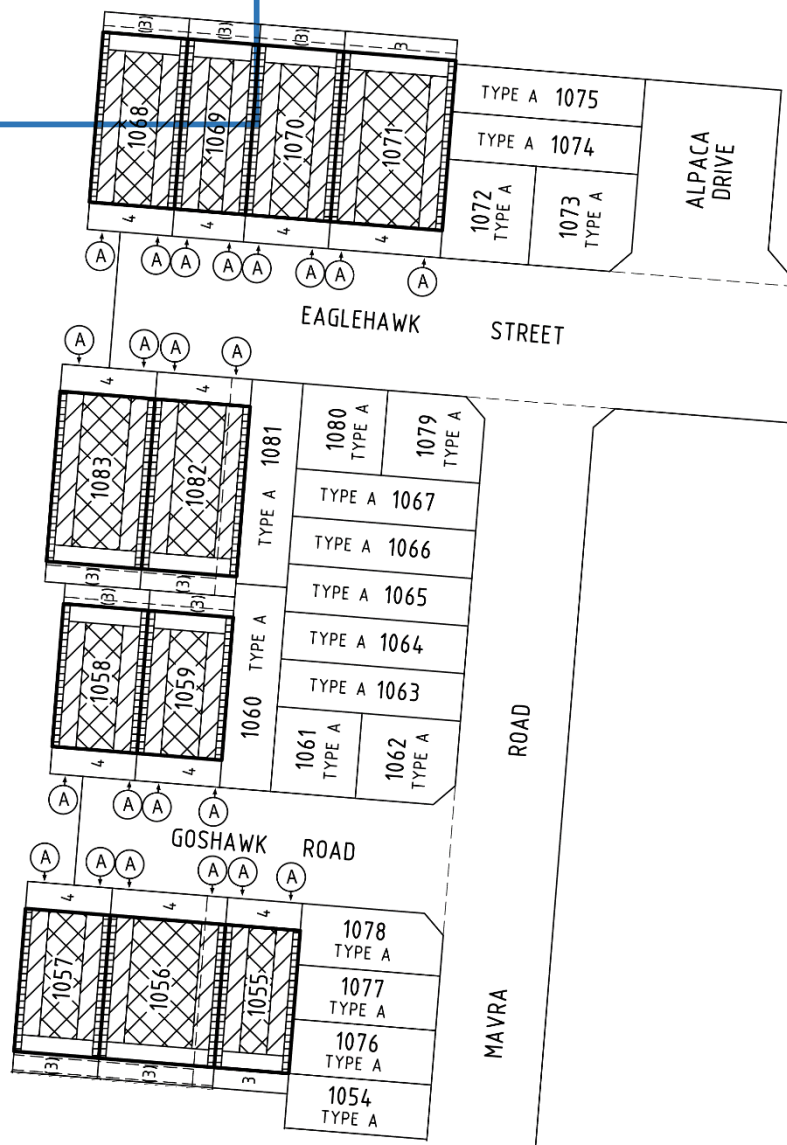 (3) (3) (3) 3
1068 1069 1070 1071
TYPE A 1075
TYPE A 1074
1072
TYPE A
1073
TYPE A
ALPACA
DRIVE
4 4 4 4
A A A A A A A A
EAGLEHAWK STREET
A A A A
4 4
1083 1082
TYPE A 1081
1080
TYPE A
1079
TYPE A
TYPE A 1067
TYPE A 1066
TYPE A 1065
TYPE A 1064
TYPE A 1063
(3) (3)
(3) (3)
1058 1059
1060 TYPE A
1061
TYPE A
1062
TYPE A
4 4
A A A A
GOSHAWK ROAD
A A A A A A
4 4 4
1057 1056 1055
1078
TYPE A
1077
TYPE A
1076
TYPE A
1054
TYPE A
(3) (3) 3
MAVRA ROAD